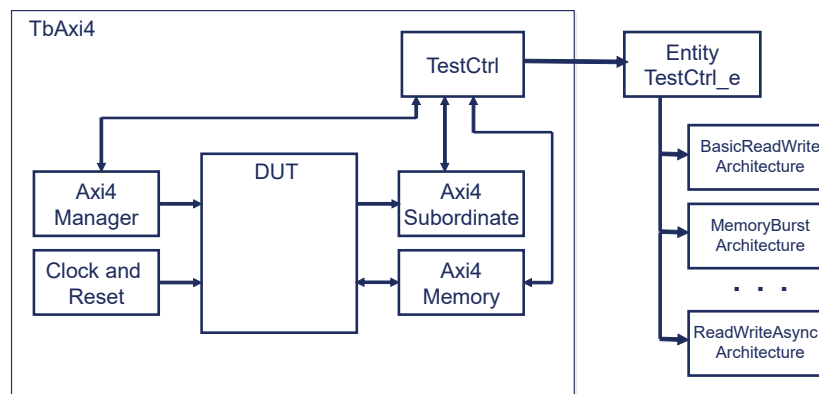 TbAxi4
TestCtrl
Entity
TestCtrl_e
DUT
Axi4
Manager
Axi4
Subordinate
Clock and
Reset
Axi4
Memory
BasicReadWrite
Architecture
MemoryBurst
Architecture
. . .
ReadWriteAsync
Architecture